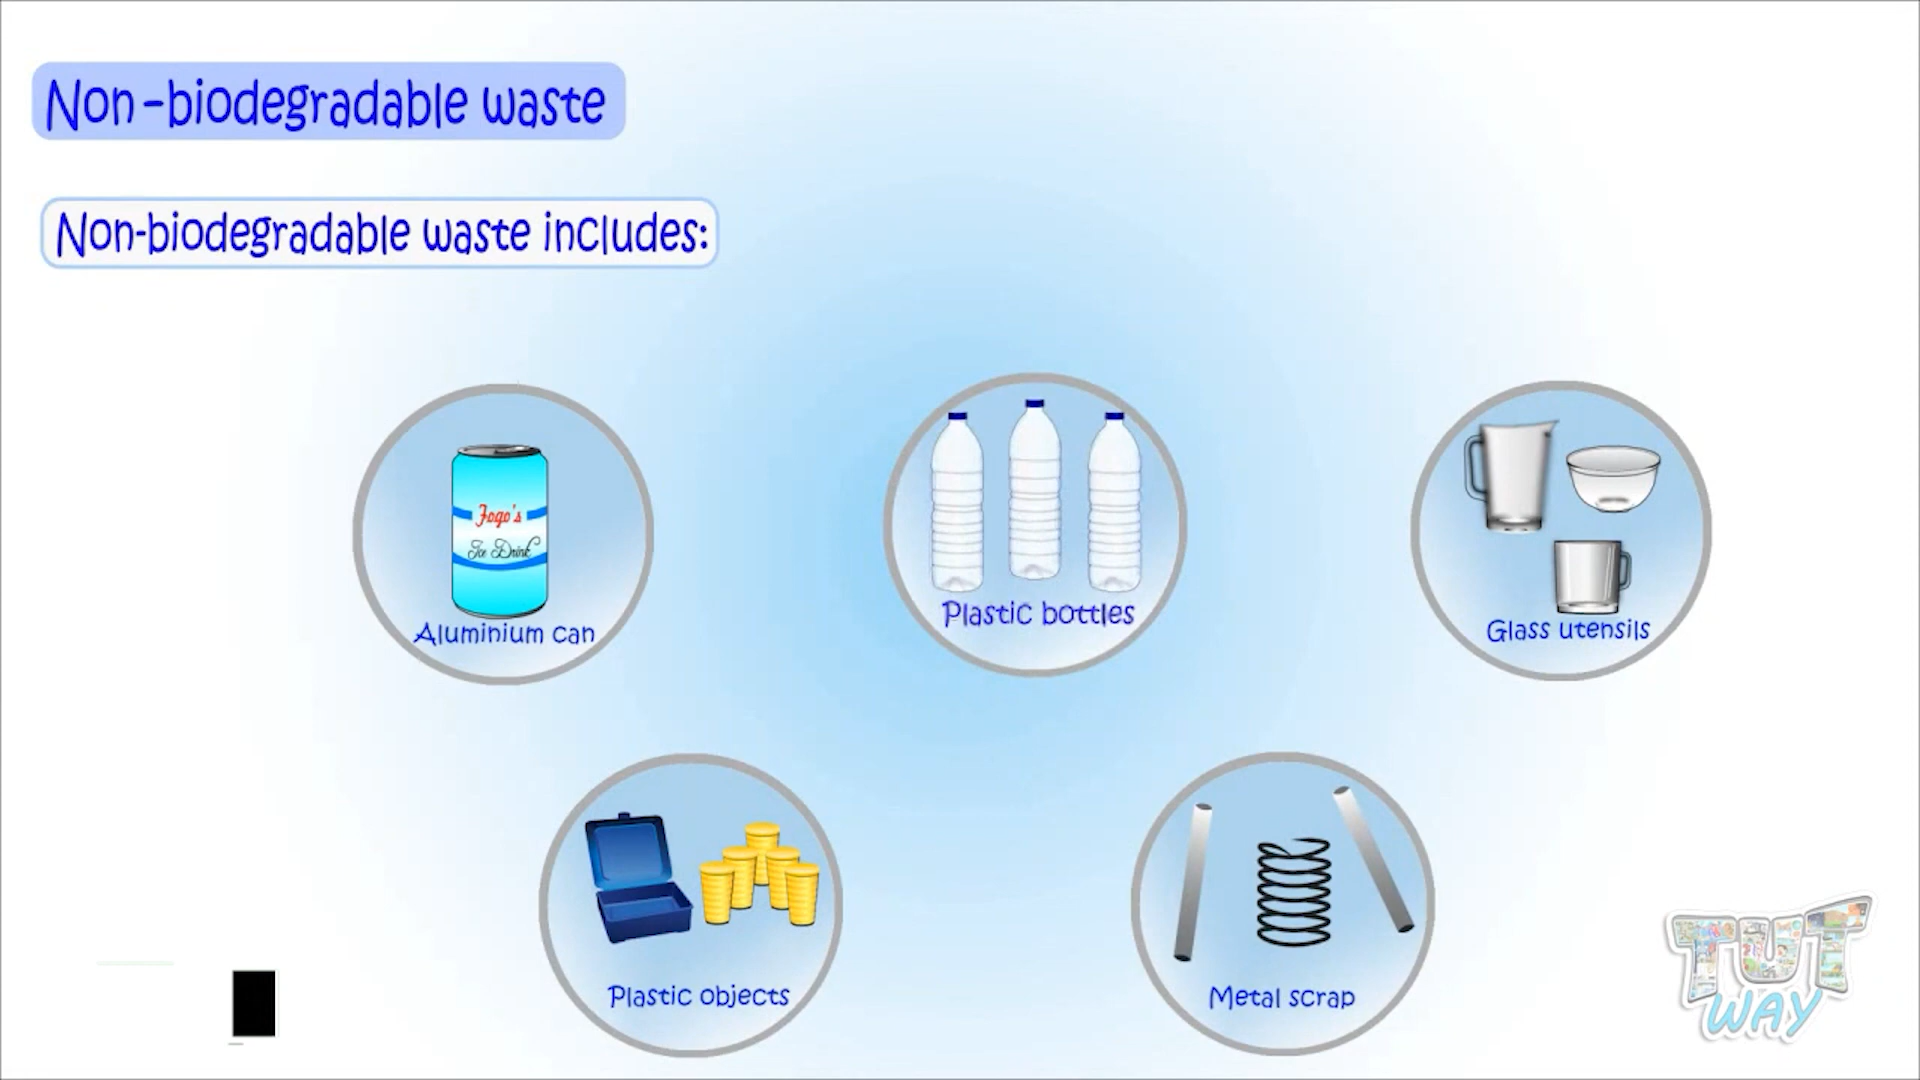 Non-biodegradable waste
Non-biodegradable waste includes:
Fogo's
Ice Drink
Aluminium can
Plastic bottles
Glass utensils
Plastic objects
Metal scrap
TUT
WAY